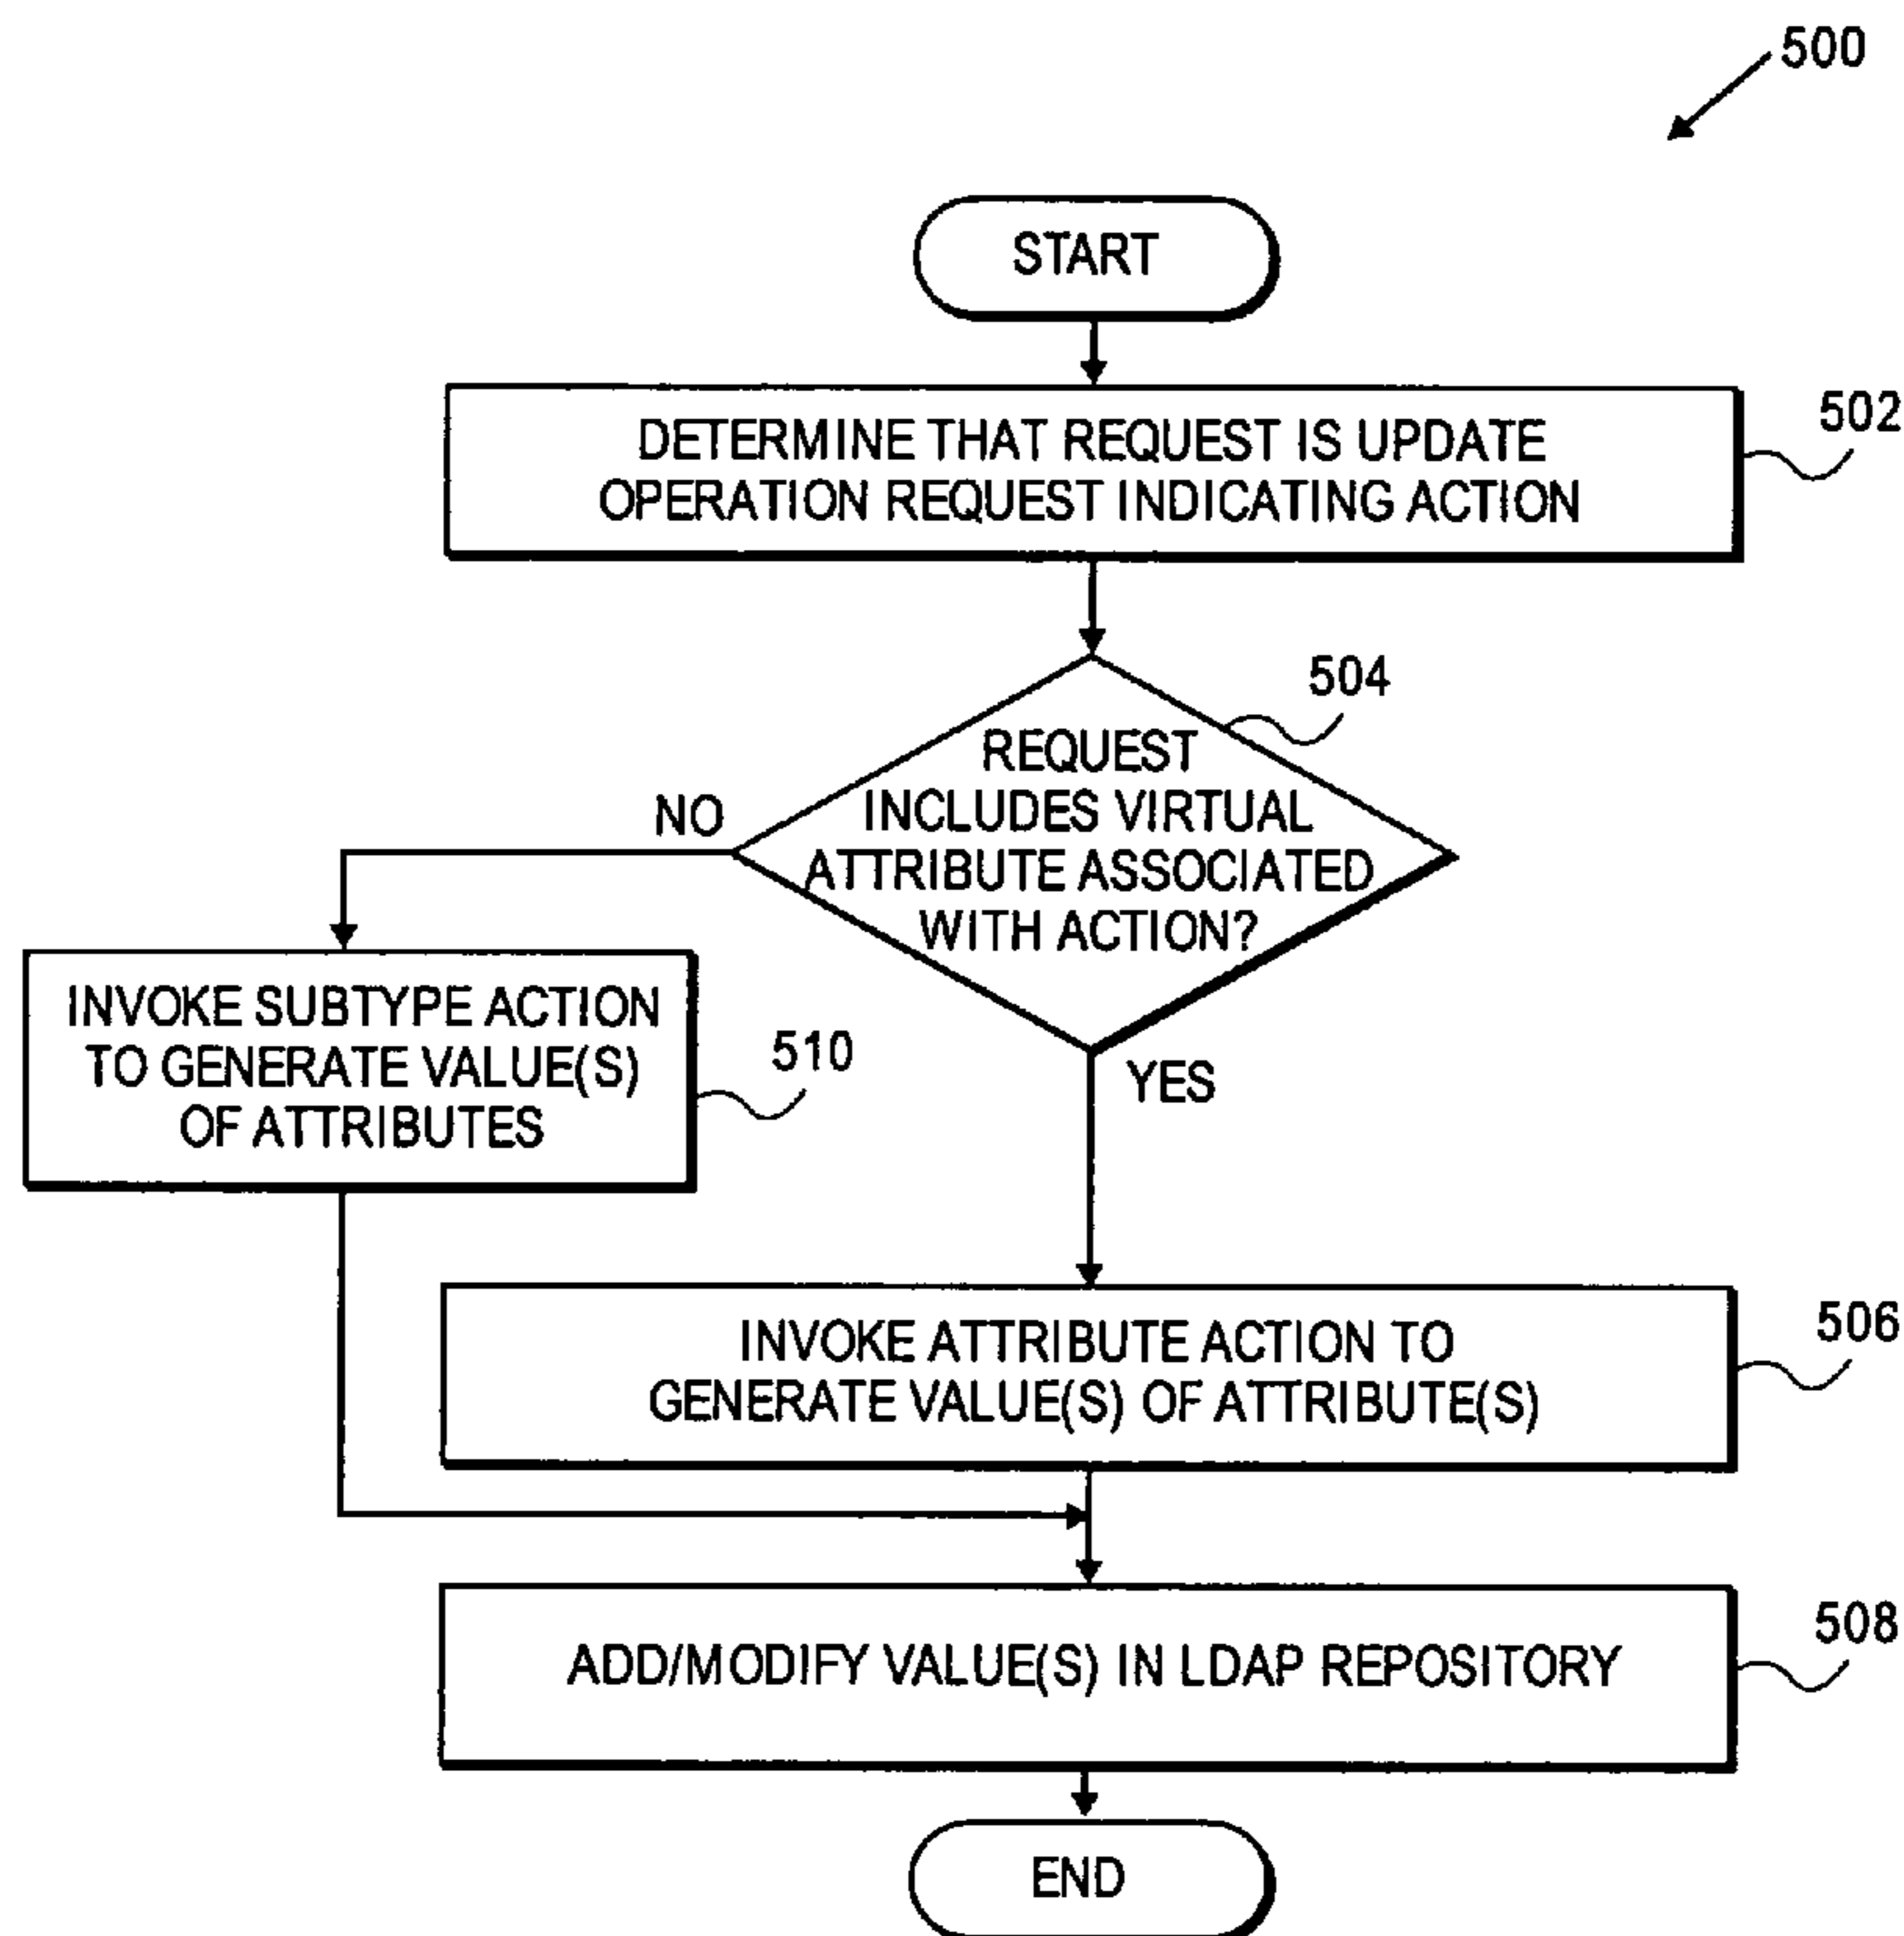 500
START
DETERMINE THAT REQUEST IS UPDATE
OPERATION REQUEST INDICATING ACTION
502
504
REQUEST
INCLUDES VIRTUAL
ATTRIBUTE ASSOCIATED
WITH ACTION?
NO
YES
INVOKE SUBTYPE ACTION
TO GENERATE VALUE(S)
OF ATTRIBUTES
510
INVOKE ATTRIBUTE ACTION TO
GENERATE VALUE(S) OF ATTRIBUTE(S)
506
ADD/MODIFY VALUE(S) IN LDAP REPOSITORY
508
END